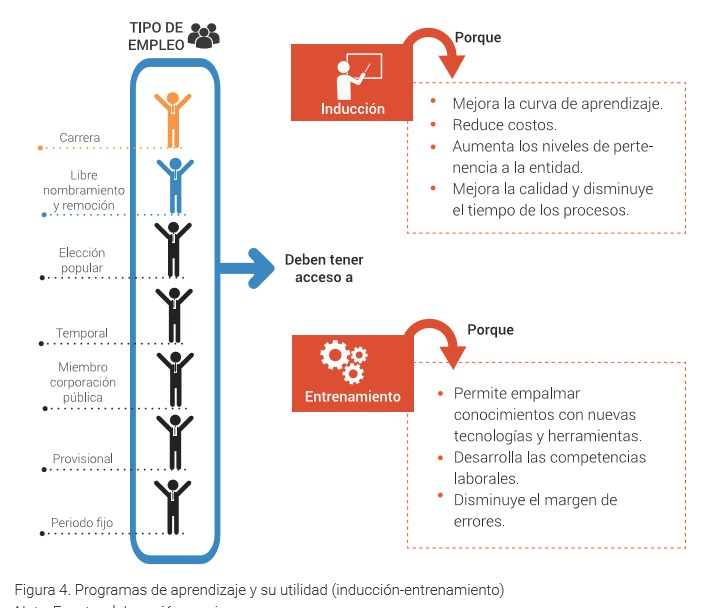 TIPO DE
EMPLEO
Carrera
Libre
nombramiento
y remoción
Elección
popular
Temporal
Miembro
corporación
pública
Provisional
Periodo fijo
Deben tener
acceso a
Inducción
Porque
• Mejora la curva de aprendizaje.
• Reduce costos.
• Aumenta los niveles de perte-
nencia a la entidad.
• Mejora la calidad y disminuye
el tiempo de los procesos.
Entrenamiento
Porque
• Permite empalmar
conocimientos con nuevas
tecnologías y herramientas.
• Desarrolla las competencias
laborales.
• Disminuye el margen de
errores.
Figura 4. Programas de aprendizaje y su utilidad (inducción-entrenamiento)